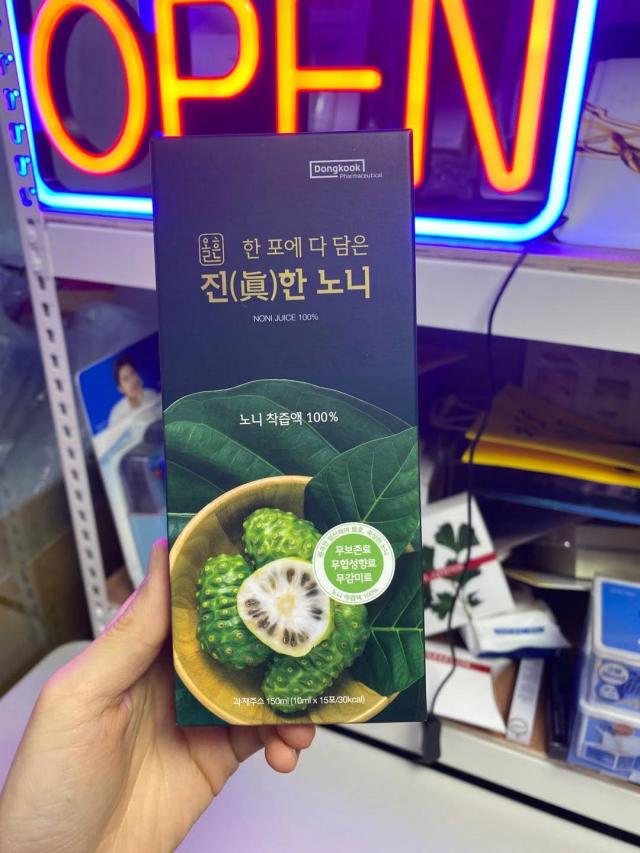 OPEN
Dongkook
Pharmaceutical
올흔 한 포에 다 담은
진(眞)한 노니
NONI JUICE 100%
노니 착즙액 100%
무보존료
무합성향료
무감미료
노니 착즙액 100%
과·채주스 150ml (10ml x 15포/30kcal)